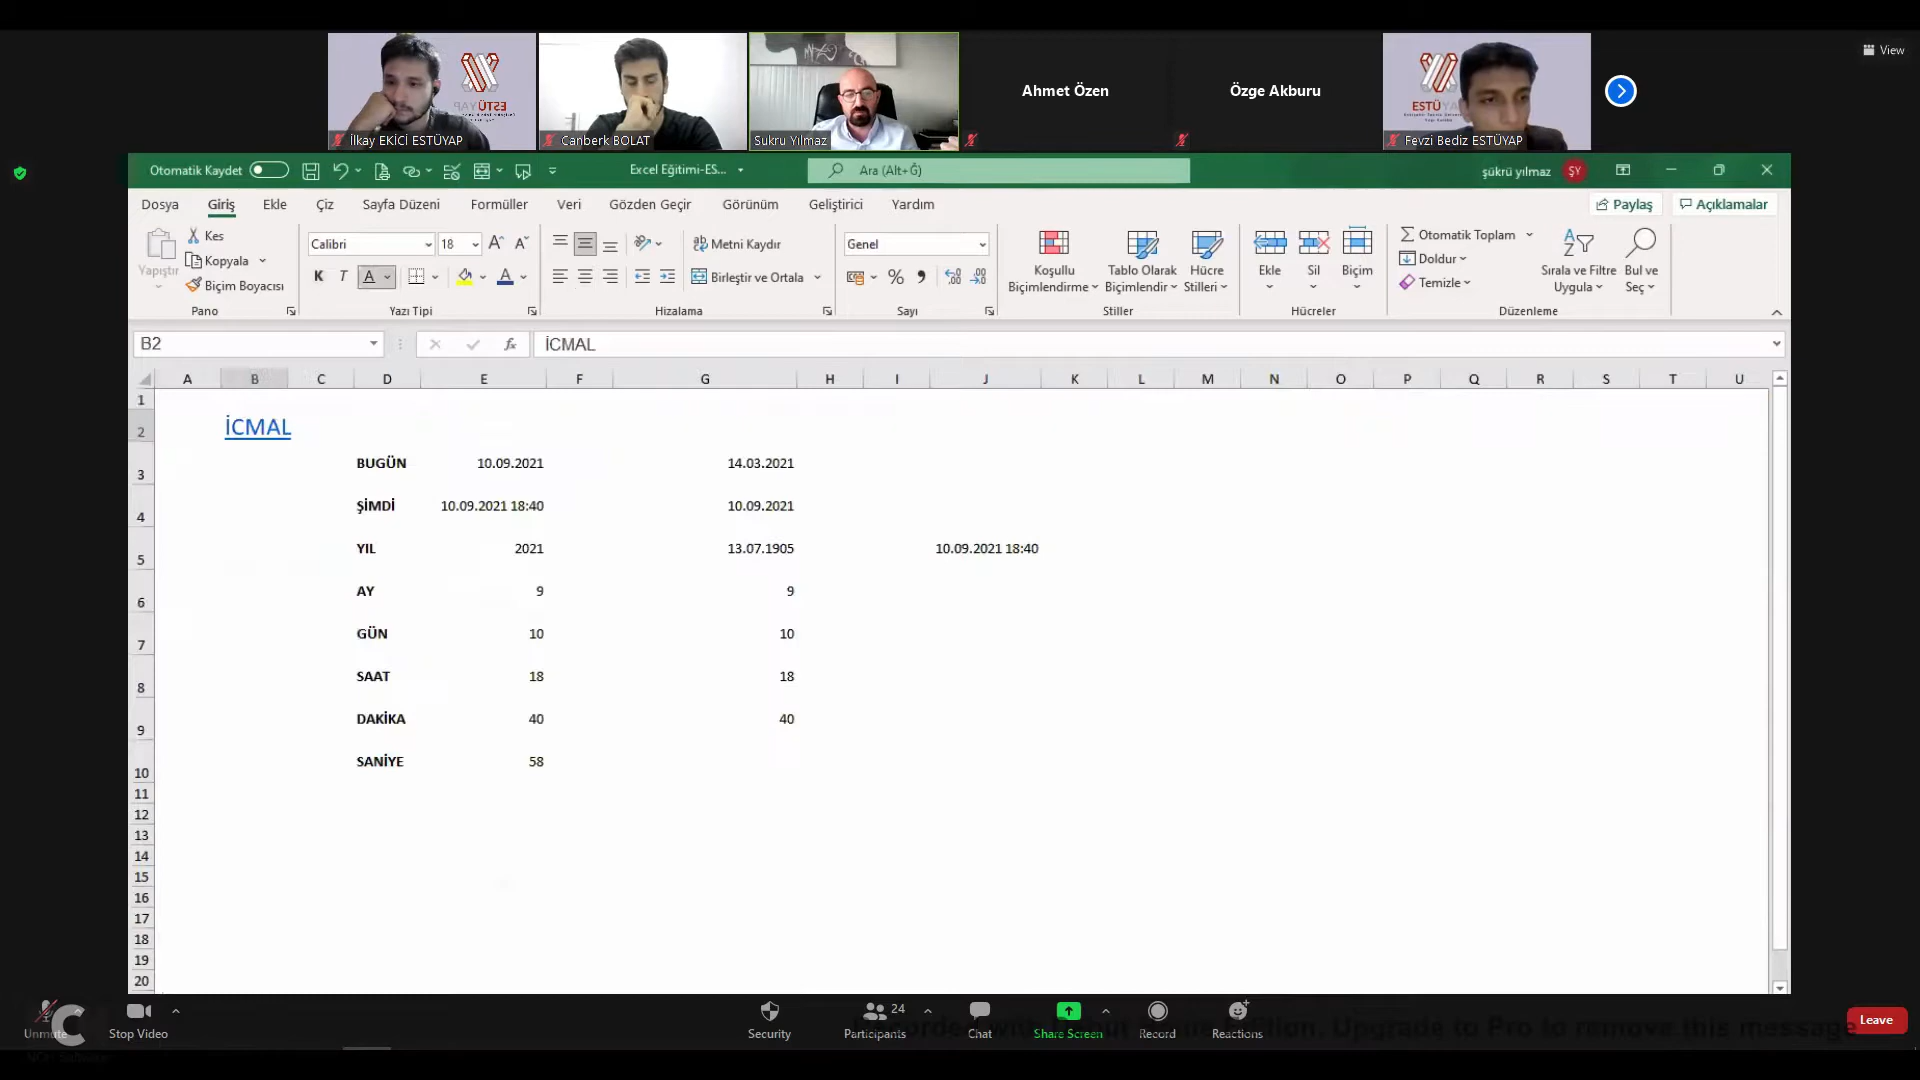 View
Ahmet Özen
Özge Akburu
ESTÜYAP
İlkay EKİCİ ESTÜYAP
Canberk BOLAT
Sukru Yılmaz
Fevzi Bediz ESTÜYAP
Otomatik Kaydet
Excel Eğitimi-ES...
Ara (Alt+Ğ)
şükrü yılmaz ŞY
Dosya Giriş Ekle Çiz Sayfa Düzeni Formüller Veri Gözden Geçir Görünüm Geliştirici Yardım
Paylaş Açıklamalar
Yapıştır
Kes
Kopyala
Biçim Boyacısı
Pano
Calibri 18
K T A
Yazı Tipi
Metni Kaydır
Birleştir ve Ortala
Hizalama
Genel
Sayı
Koşullu Biçimlendirme
Tablo Olarak Biçimlendir
Hücre Stilleri
Stiller
Ekle Sil Biçim
Hücreler
Otomatik Toplam
Doldur
Temizle
Sırala ve Filtre Uygula
Bul ve Seç
Düzenleme
B2 fx İCMAL
A B C D E F G H I J K L M N O P Q R S T U
1
2 İCMAL
3 BUGÜN 10.09.2021 14.03.2021
4 ŞİMDİ 10.09.2021 18:40 10.09.2021
5 YIL 2021 13.07.1905 10.09.2021 18:40
6 AY 9 9
7 GÜN 10 10
8 SAAT 18 18
9 DAKİKA 40 40
10 SANİYE 58
11
12
13
14
15
16
17
18
19
20
Unmute
Stop Video
Security
Participants 24
Chat
Share Screen
Record
Reactions
Upgrade to Pro to remove this message
Leave